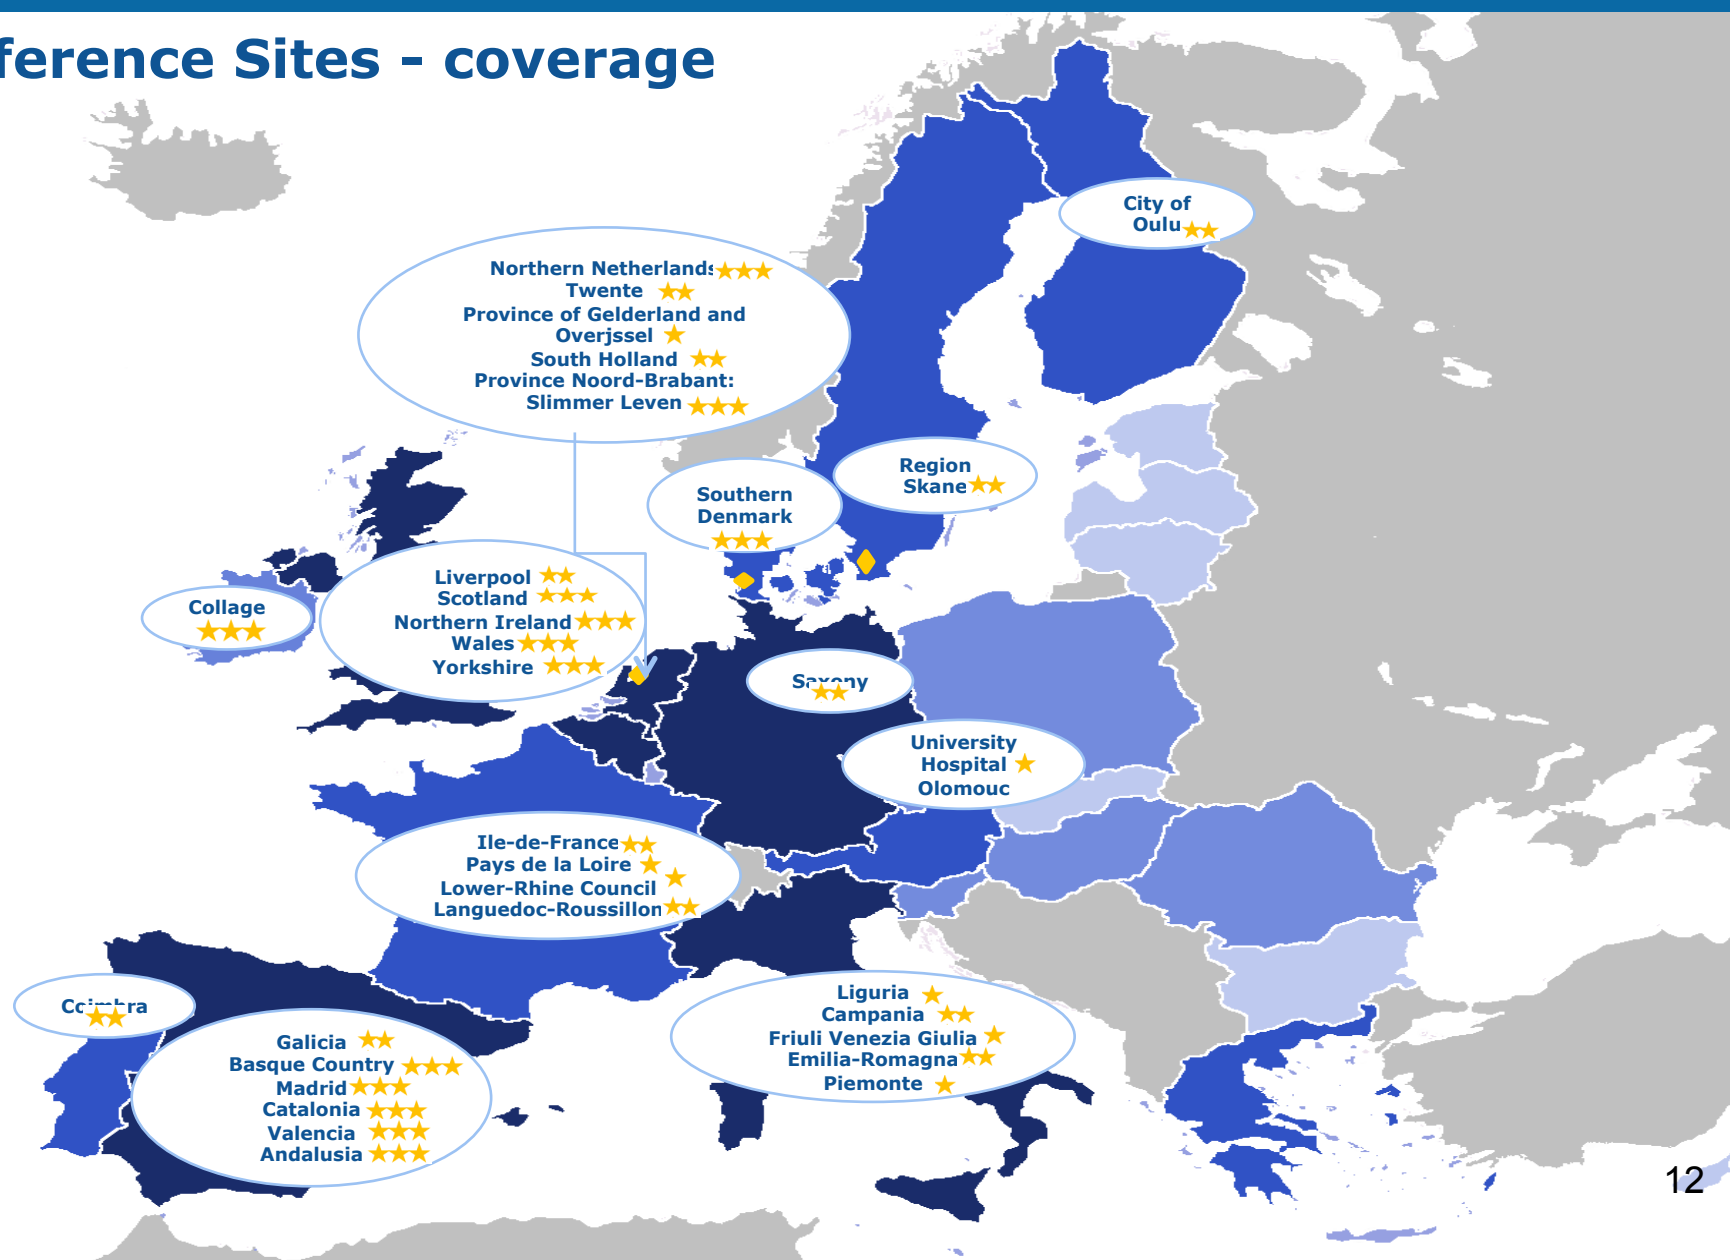 ference Sites - coverage
City of
Oulu
Northern Netherlands
Twente
Province of Gelderland and
Overjssel
South Holland
Province Noord-Brabant:
Slimmer Leven
Region
Skane
Southern
Denmark
Liverpool
Scotland
Northern Ireland
Wales
Yorkshire
Collage
Saxony
University
Hospital
Olomouc
Ile-de-France
Pays de la Loire
Lower-Rhine Council
Languedoc-Roussillon
Coimbra
Galicia
Basque Country
Madrid
Catalonia
Valencia
Andalusia
Liguria
Campania
Friuli Venezia Giulia
Emilia-Romagna
Piemonte
12